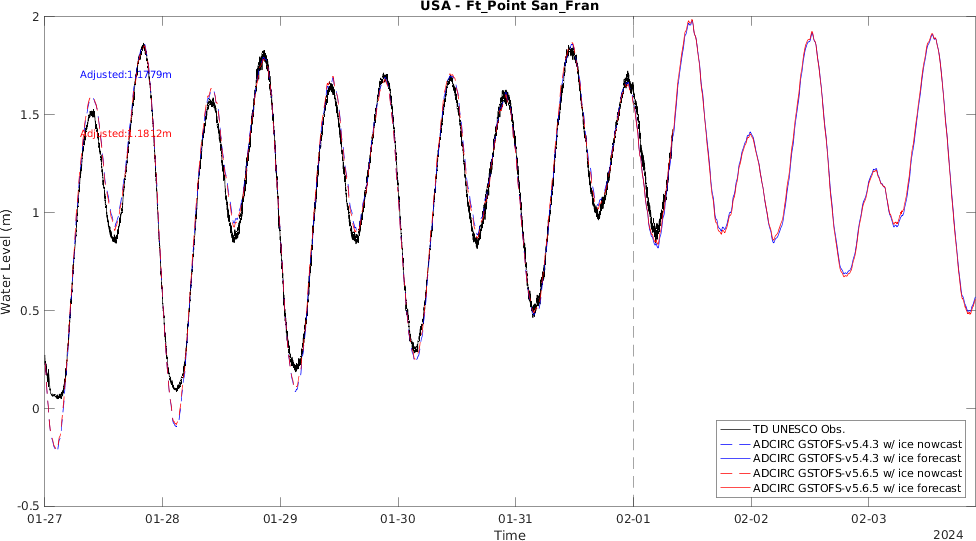 USA - Ft_Point San_Fran
2
Adjusted:1.1779m
1.5
Adjusted:1.1812m
1
Water Level (m)
0.5
0
TD UNESCO Obs.
ADCIRC GSTOFS-v5.4.3 w/ ice nowcast
ADCIRC GSTOFS-v5.4.3 w/ ice forecast
ADCIRC GSTOFS-v5.6.5 w/ ice nowcast
ADCIRC GSTOFS-v5.6.5 w/ ice forecast
-0.5
01-27 01-28 01-29 01-30 01-31 02-01 02-02 02-03
Time
2024